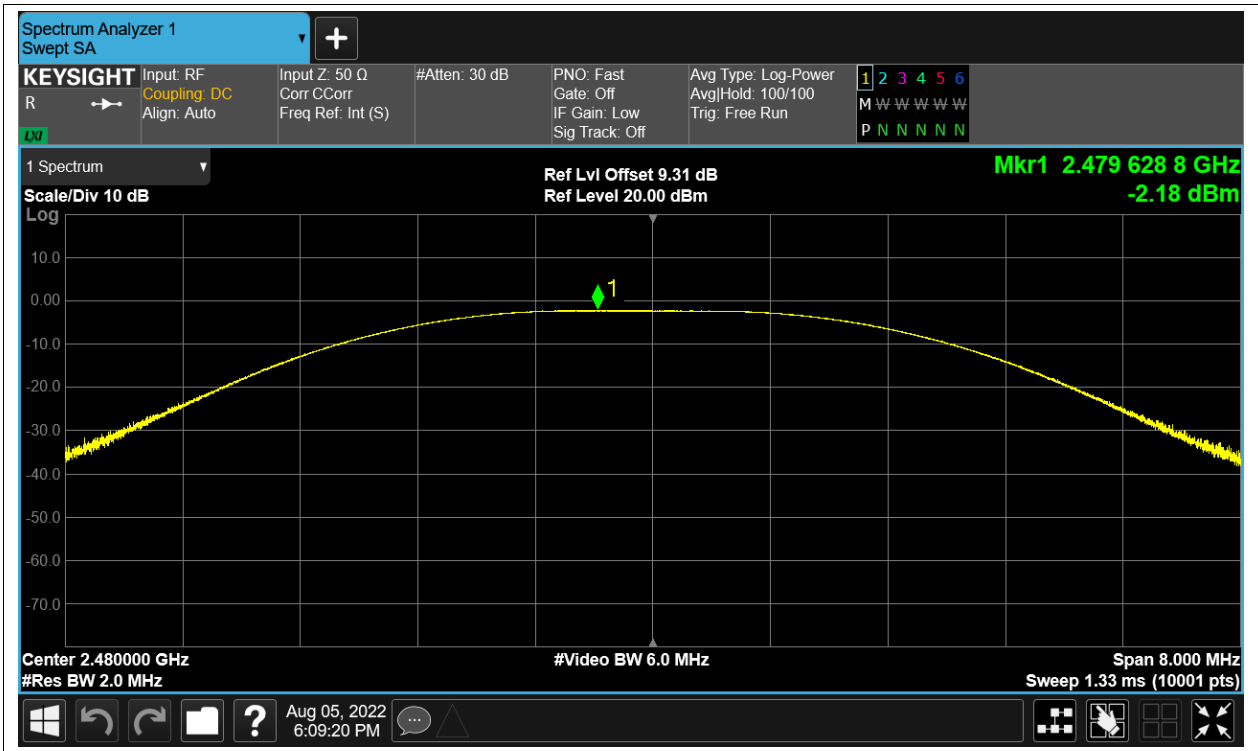 Spectrum Analyzer 1
Swept SA
KEYSIGHT
R
LXI
Input: RF
Coupling: DC
Align: Auto
Input Z: 50 Ω
Corr CCorr
Freq Ref: Int (S)
#Atten: 30 dB
PNO: Fast
Gate: Off
IF Gain: Low
Sig Track: Off
Avg Type: Log-Power
Avg|Hold: 100/100
Trig: Free Run
1 2 3 4 5 6
M W W W W W
P N N N N N
1 Spectrum
Scale/Div 10 dB
Log
Ref Lvl Offset 9.31 dB
Ref Level 20.00 dBm
Mkr1 2.479 628 8 GHz
-2.18 dBm
10.0
0.00
-10.0
-20.0
-30.0
-40.0
-50.0
-60.0
-70.0
1
Center 2.480000 GHz
#Res BW 2.0 MHz
#Video BW 6.0 MHz
Span 8.000 MHz
Sweep 1.33 ms (10001 pts)
?
Aug 05, 2022
6:09:20 PM